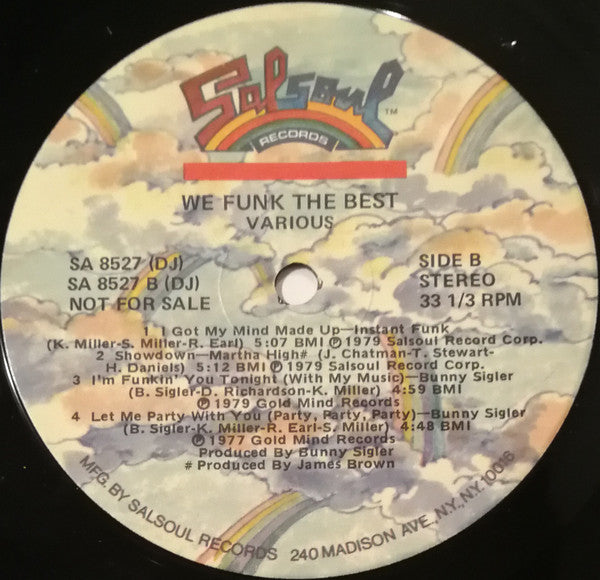 Salsoul™
RECORDS
WE FUNK THE BEST
VARIOUS
SA 8527 (DJ)
SA 8527 B (DJ)
NOT FOR SALE
SIDE B
STEREO
33 1/3 RPM
1 I Got My Mind Made Up—Instant Funk
(K. Miller-S. Miller-R. Earl) 5:07 BMI ℗ 1979 Salsoul Record Corp.
2 Showdown—Martha High# (J. Chatman-T. Stewart-
H. Daniels) 5:12 BMI ℗ 1979 Salsoul Record Corp.
3 I'm Funkin' You Tonight (With My Music)—Bunny Sigler
(B. Sigler-D. Richardson-K. Miller) 4:59 BMI
℗ 1979 Gold Mind Records
4 Let Me Party With You (Party, Party, Party)—Bunny Sigler
(B. Sigler-K. Miller-R. Earl-S. Miller) 4:48 BMI
℗ 1977 Gold Mind Records
Produced By Bunny Sigler
# Produced By James Brown
MFG. BY SALSOUL RECORDS 240 MADISON AVE., N.Y., N.Y. 10016